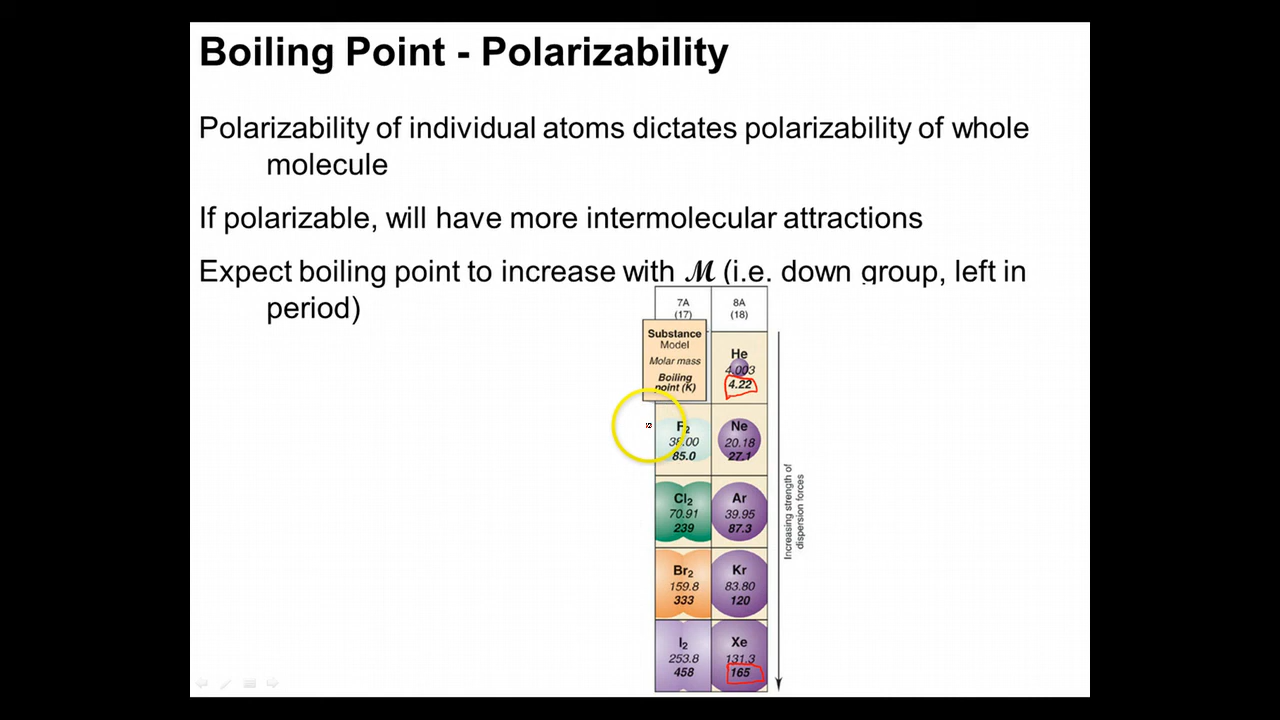 Boiling Point - Polarizability
Polarizability of individual atoms dictates polarizability of whole
molecule
If polarizable, will have more intermolecular attractions
Expect boiling point to increase with ℳ (i.e. down group, left in
period)
7A
(17)
8A
(18)
Substance
Model
Molar mass
Boiling
point (K)
He
4.003
4.22
F₂
38.00
85.0
Ne
20.18
27.1
Cl₂
70.91
239
Ar
39.95
87.3
Br₂
159.8
333
Kr
83.80
120
I₂
253.8
458
Xe
131.3
165
Increasing strength of
dispersion forces